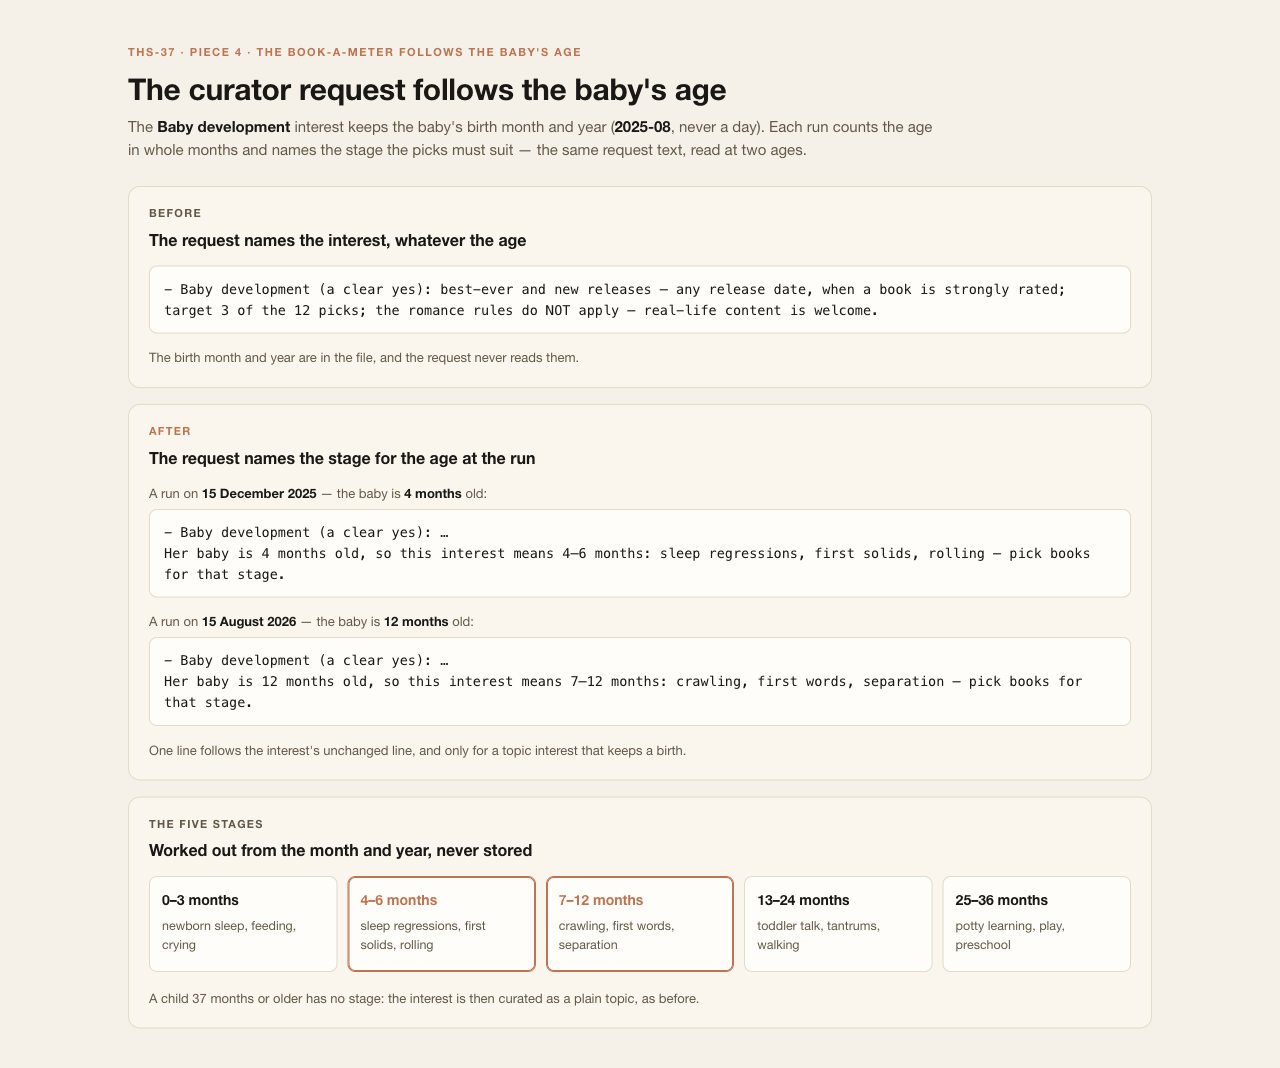 THS-37 · PIECE 4 · THE BOOK-A-METER FOLLOWS THE BABY'S AGE
The curator request follows the baby's age
The Baby development interest keeps the baby's birth month and year (2025-08, never a day). Each run counts the age
in whole months and names the stage the picks must suit — the same request text, read at two ages.
BEFORE
The request names the interest, whatever the age
– Baby development (a clear yes): best-ever and new releases — any release date, when a book is strongly rated;
target 3 of the 12 picks; the romance rules do NOT apply — real-life content is welcome.
The birth month and year are in the file, and the request never reads them.
AFTER
The request names the stage for the age at the run
A run on 15 December 2025 — the baby is 4 months old:
– Baby development (a clear yes): …
Her baby is 4 months old, so this interest means 4–6 months: sleep regressions, first solids, rolling — pick books
for that stage.
A run on 15 August 2026 — the baby is 12 months old:
– Baby development (a clear yes): …
Her baby is 12 months old, so this interest means 7–12 months: crawling, first words, separation — pick books for
that stage.
One line follows the interest's unchanged line, and only for a topic interest that keeps a birth.
THE FIVE STAGES
Worked out from the month and year, never stored
0–3 months
newborn sleep, feeding,
crying
4–6 months
sleep regressions, first
solids, rolling
7–12 months
crawling, first words,
separation
13–24 months
toddler talk, tantrums,
walking
25–36 months
potty learning, play,
preschool
A child 37 months or older has no stage: the interest is then curated as a plain topic, as before.